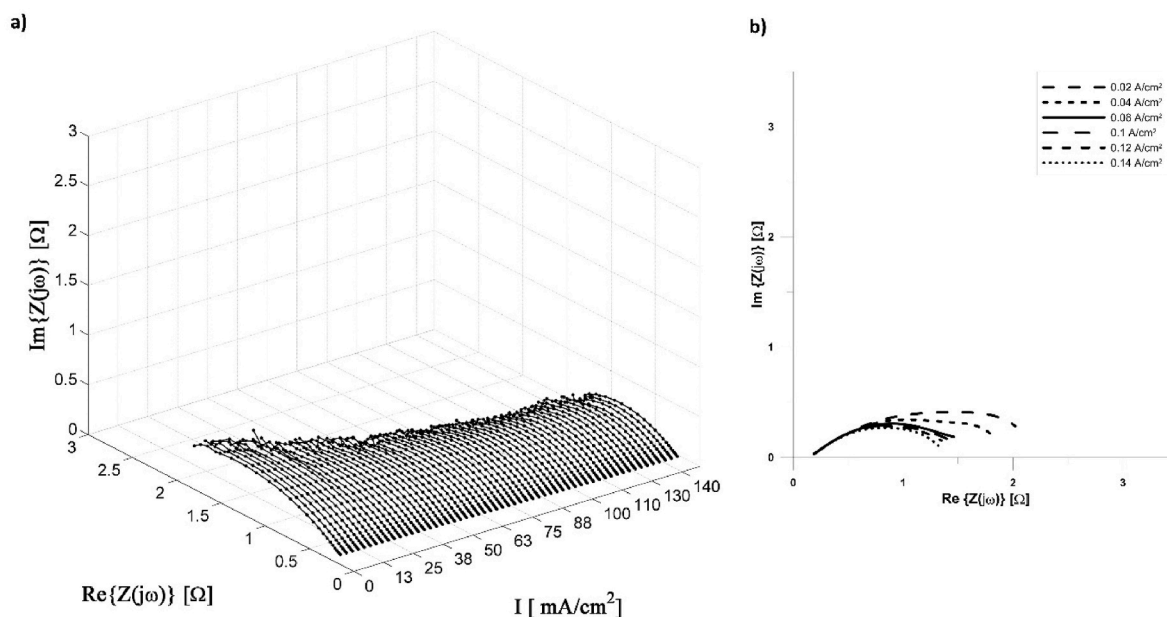 a)
3
2.5
2
1.5
1
0.5
0
Im{Z(jω)} [Ω]
3
2.5
2
1.5
1
0.5
0
Re{Z(jω)} [Ω]
0
13
25
38
50
63
75
88
100
110
130
140
I [ mA/cm²]
b)
0.02 A/cm²
0.04 A/cm²
0.08 A/cm²
0.1 A/cm²
0.12 A/cm²
0.14 A/cm²
3
2
1
0
Im {Z(jω)} [Ω]
0
1
2
3
Re {Z(jω)} [Ω]